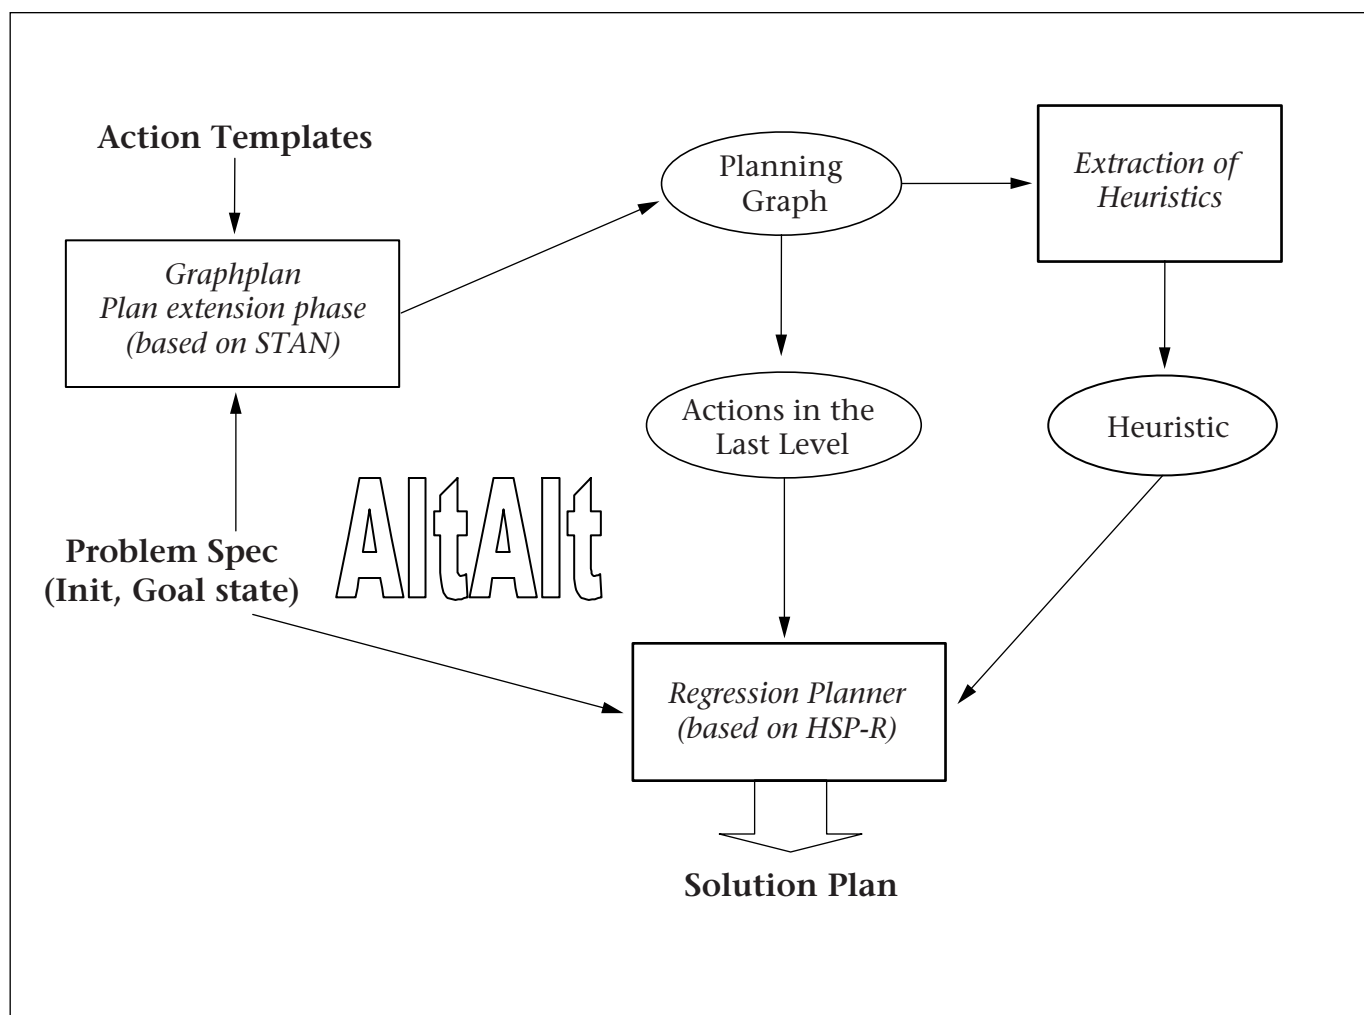 Action Templates
Graphplan
Plan extension phase
(based on STAN)
Planning
Graph
Extraction of
Heuristics
Actions in the
Last Level
Heuristic
AltAlt
Problem Spec
(Init, Goal state)
Regression Planner
(based on HSP-R)
Solution Plan